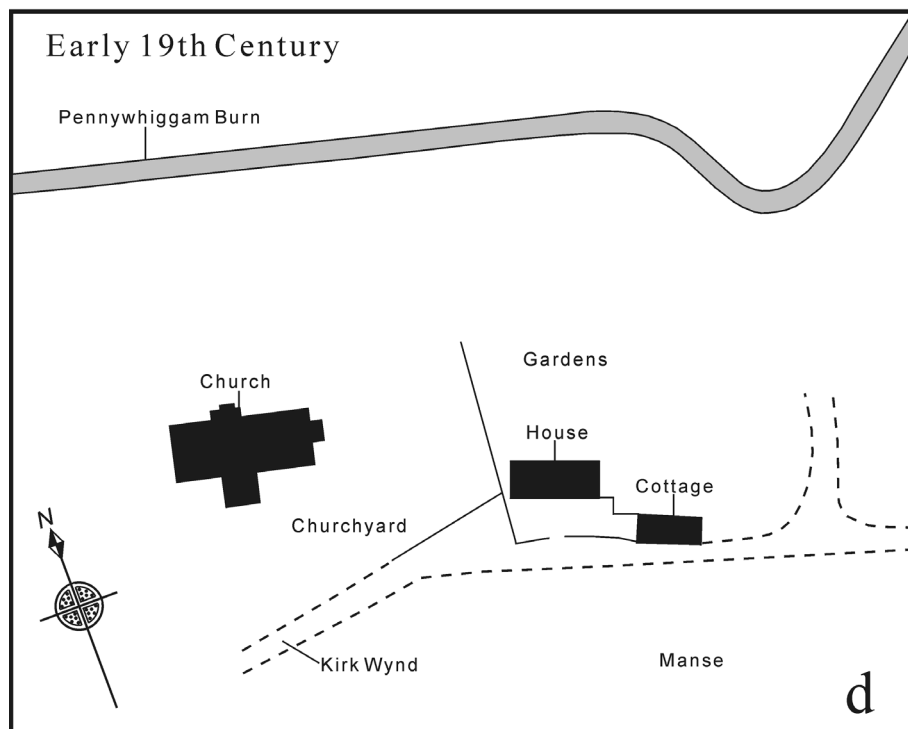 Early 19th Century
Pennywhiggam Burn
Gardens
Church
House
Cottage
Churchyard
N
Kirk Wynd
Manse
d